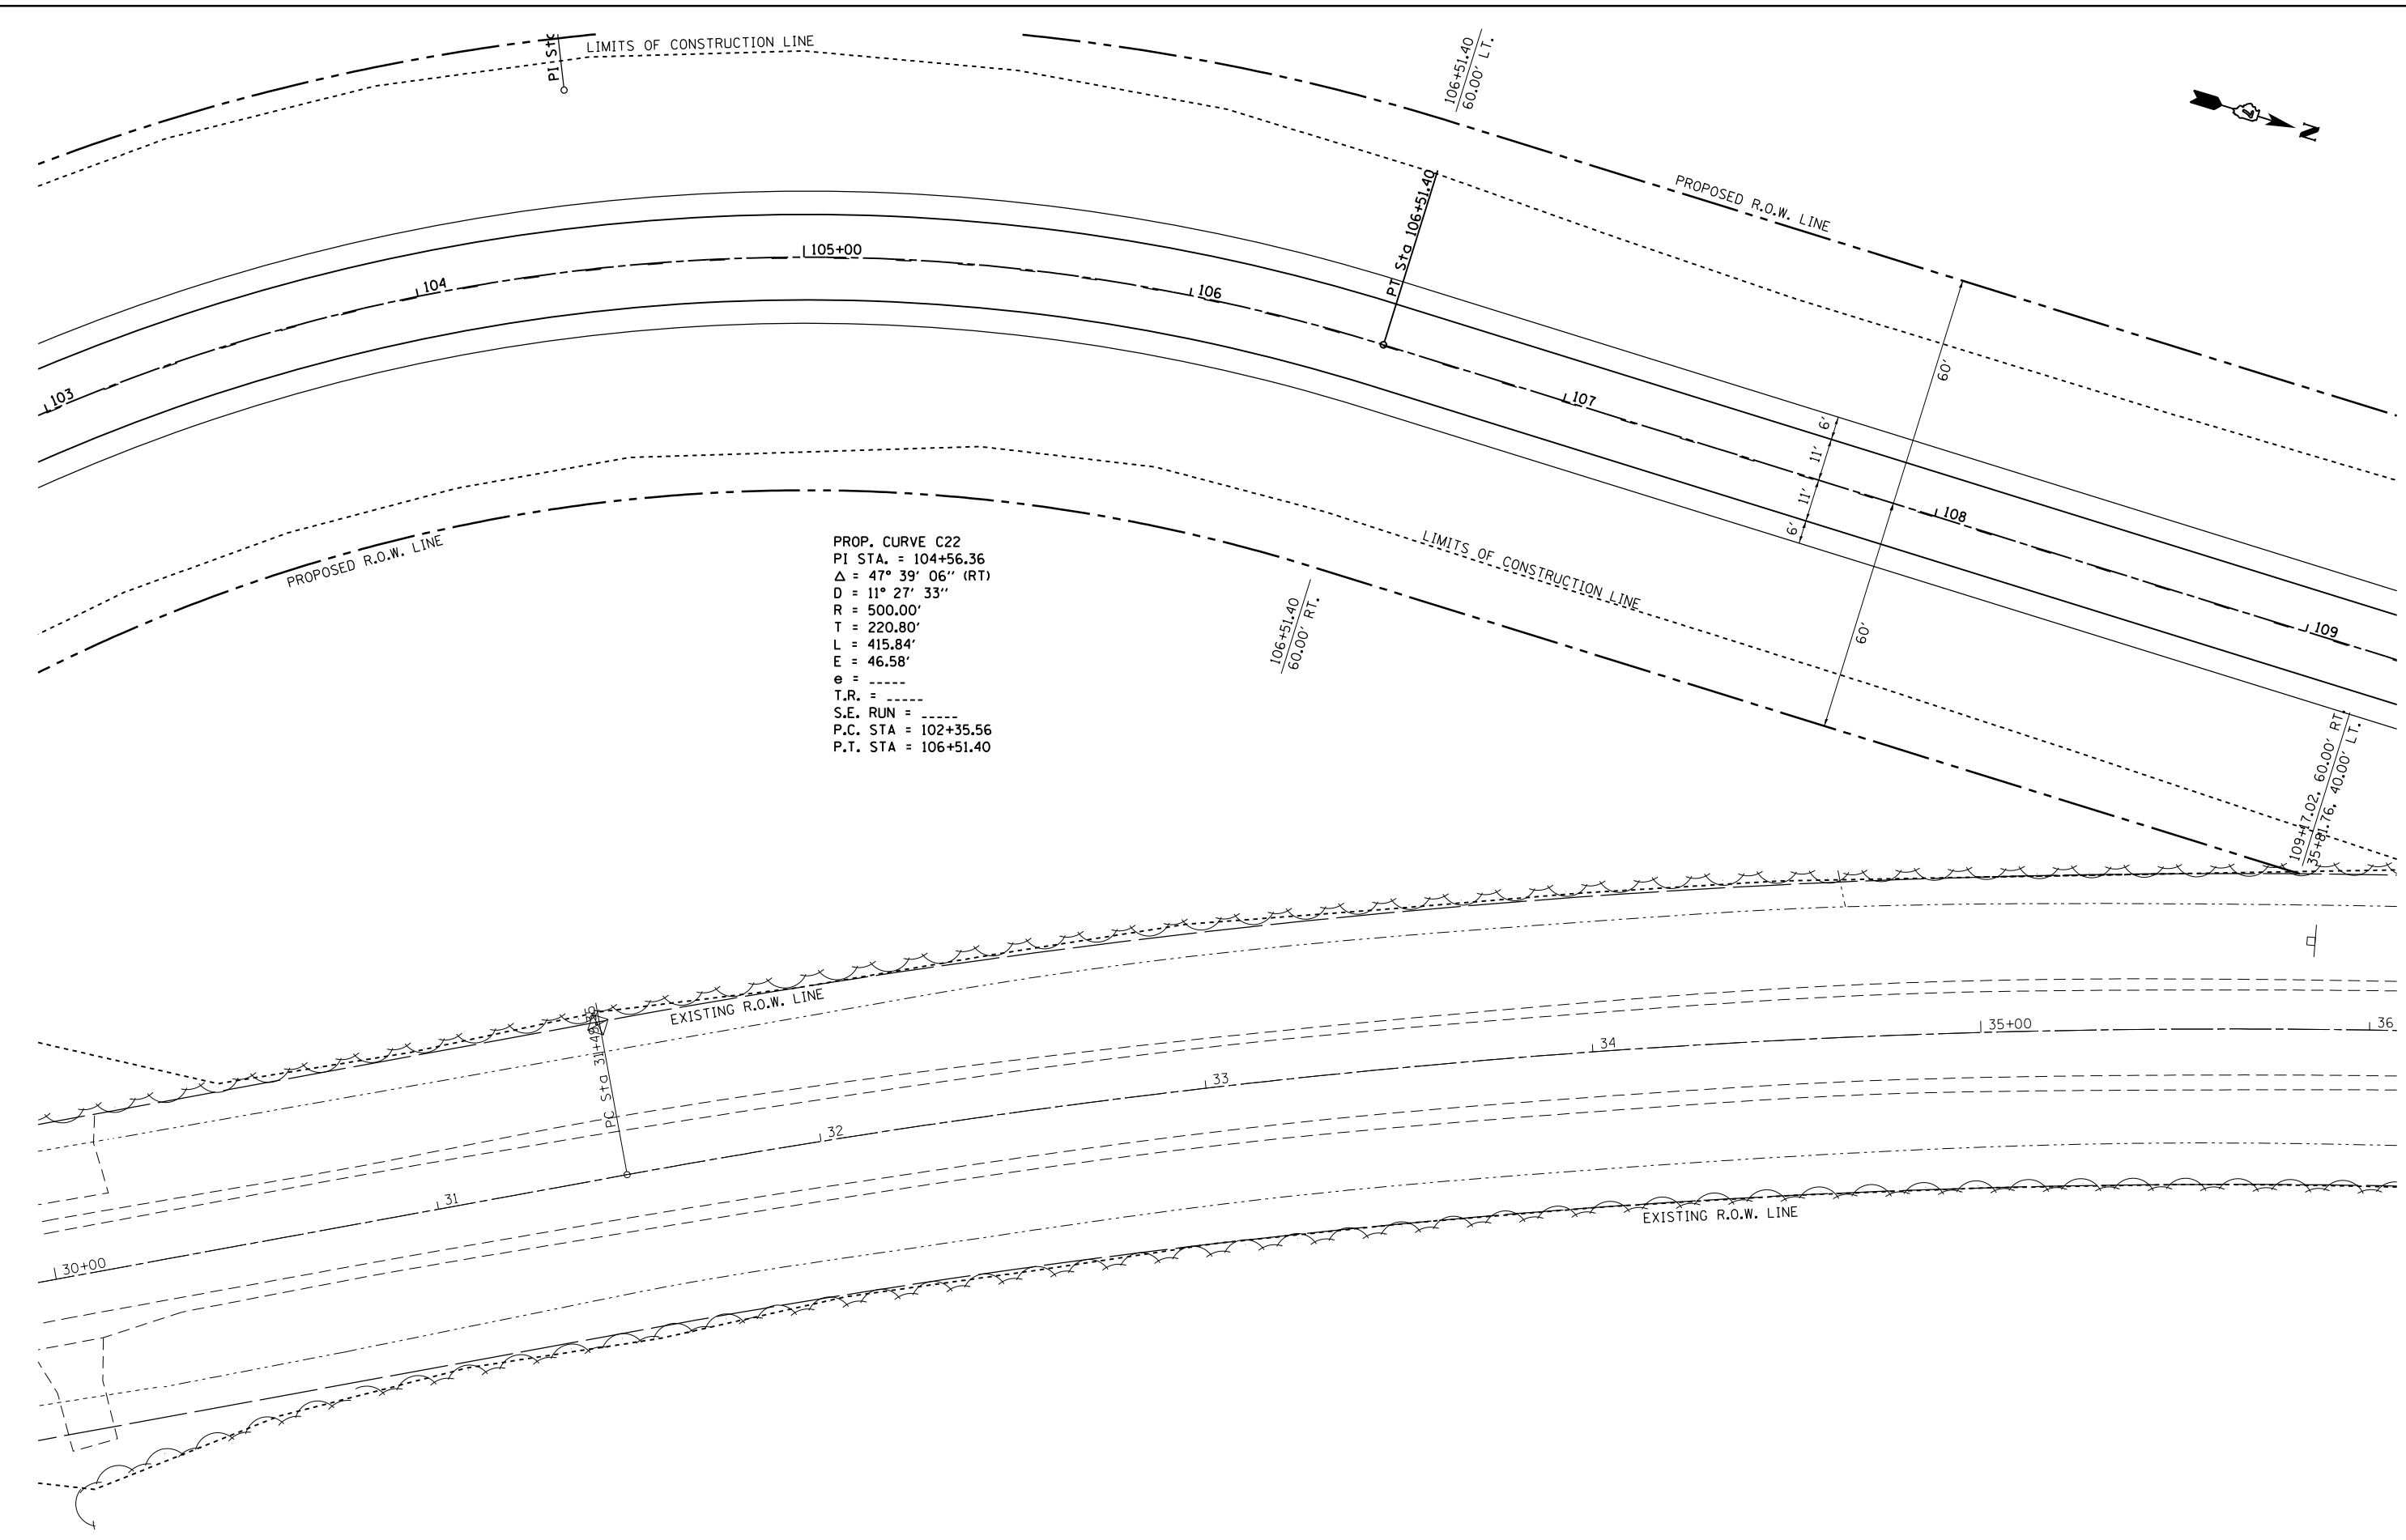 PI Sta
LIMITS OF CONSTRUCTION LINE
106+51.40
60.00' LT.
N
PROPOSED R.O.W. LINE
PT Sta 106+51.40
103
104
105+00
106
107
108
109
60'
6'
11'
11'
6'
60'
PROPOSED R.O.W. LINE
LIMITS OF CONSTRUCTION LINE
106+51.40
60.00' RT.
PROP. CURVE C22
PI STA. = 104+56.36
Δ = 47° 39' 06'' (RT)
D = 11° 27' 33''
R = 500.00'
T = 220.80'
L = 415.84'
E = 46.58'
e = -----
T.R. = -----
S.E. RUN = -----
P.C. STA = 102+35.56
P.T. STA = 106+51.40
109+17.02, 60.00' RT.
35+81.76, 40.00' LT.
EXISTING R.O.W. LINE
PC Sta
30+00
31
32
33
34
35+00
36
EXISTING R.O.W. LINE